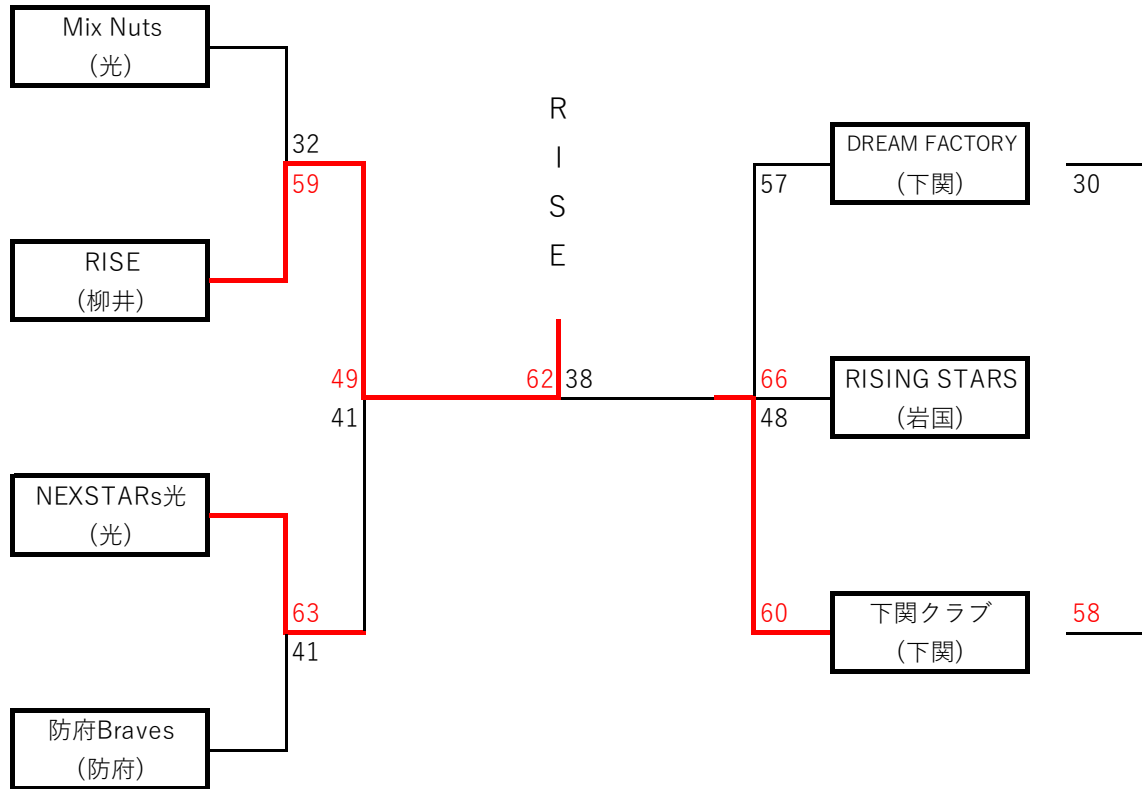 Mix Nuts
(光)
32
59
RISE
(柳井)
49
41
NEXSTARs光
(光)
63
41
防府Braves
(防府)
R
I
S
E
62
38
DREAM FACTORY
(下関)
57
30
66
48
RISING STARS
(岩国)
60
下関クラブ
(下関)
58